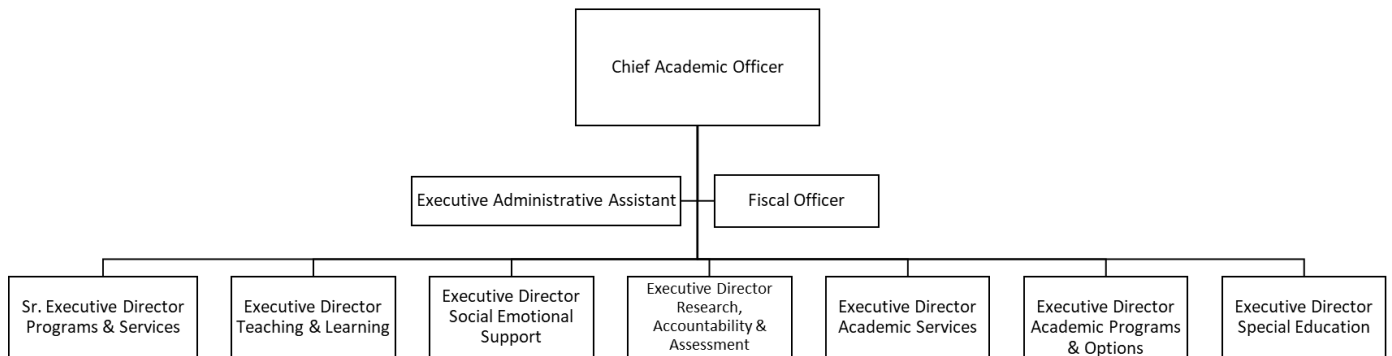 Chief Academic Officer
Executive Administrative Assistant
Fiscal Officer
Sr. Executive Director
Programs & Services
Executive Director
Teaching & Learning
Executive Director
Social Emotional
Support
Executive Director
Research,
Accountability &
Assessment
Executive Director
Academic Services
Executive Director
Academic Programs
& Options
Executive Director
Special Education